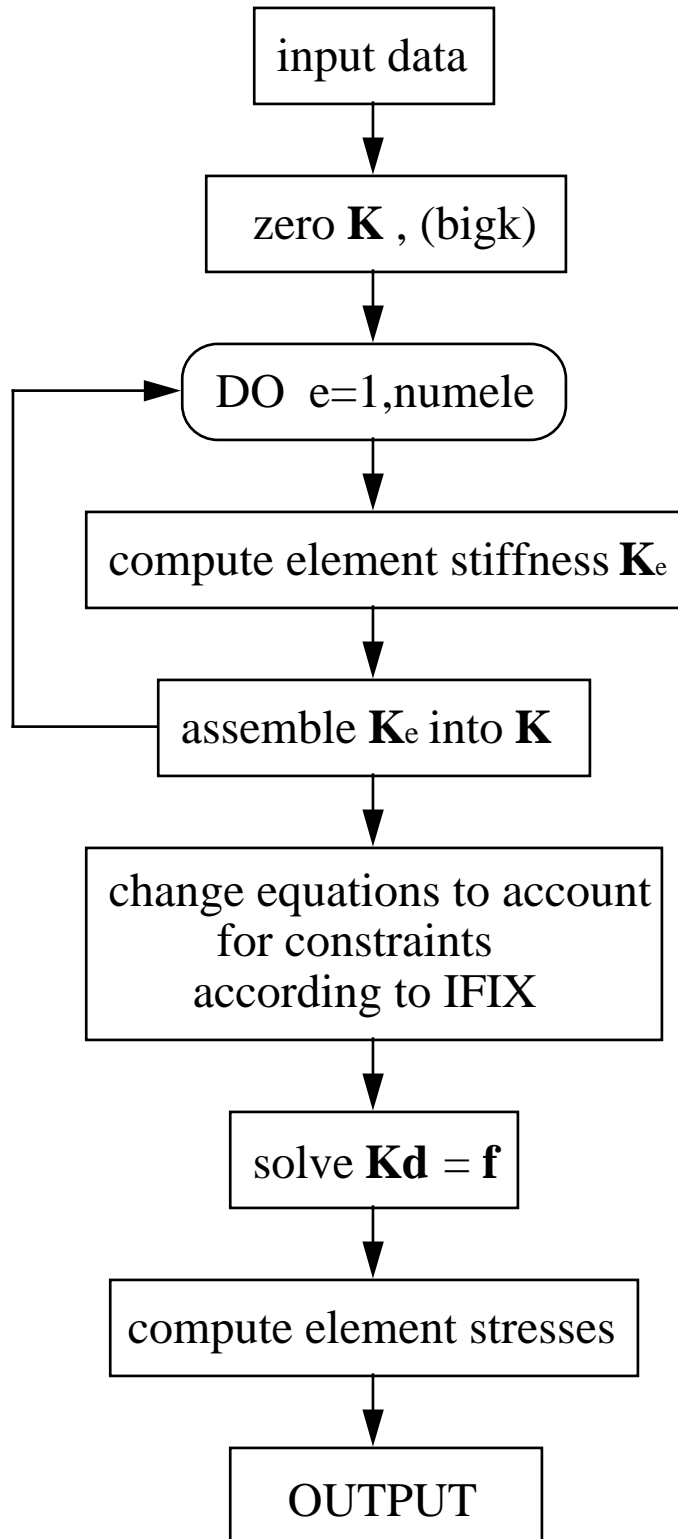 input data
zero K , (bigk)
DO e=1,numele
compute element stiffness Ke
assemble Ke into K
change equations to account
for constraints
according to IFIX
solve Kd = f
compute element stresses
OUTPUT